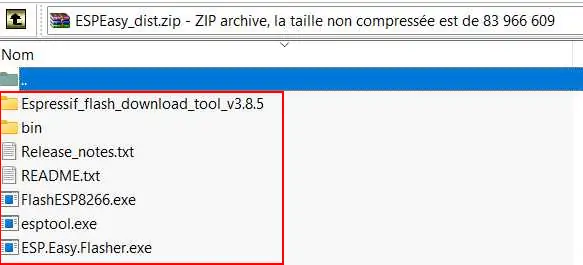 ESPEasy_dist.zip - ZIP archive, la taille non compressée est de 83 966 609
Nom
..
Espressif_flash_download_tool_v3.8.5
bin
Release_notes.txt
README.txt
FlashESP8266.exe
esptool.exe
ESP.Easy.Flasher.exe